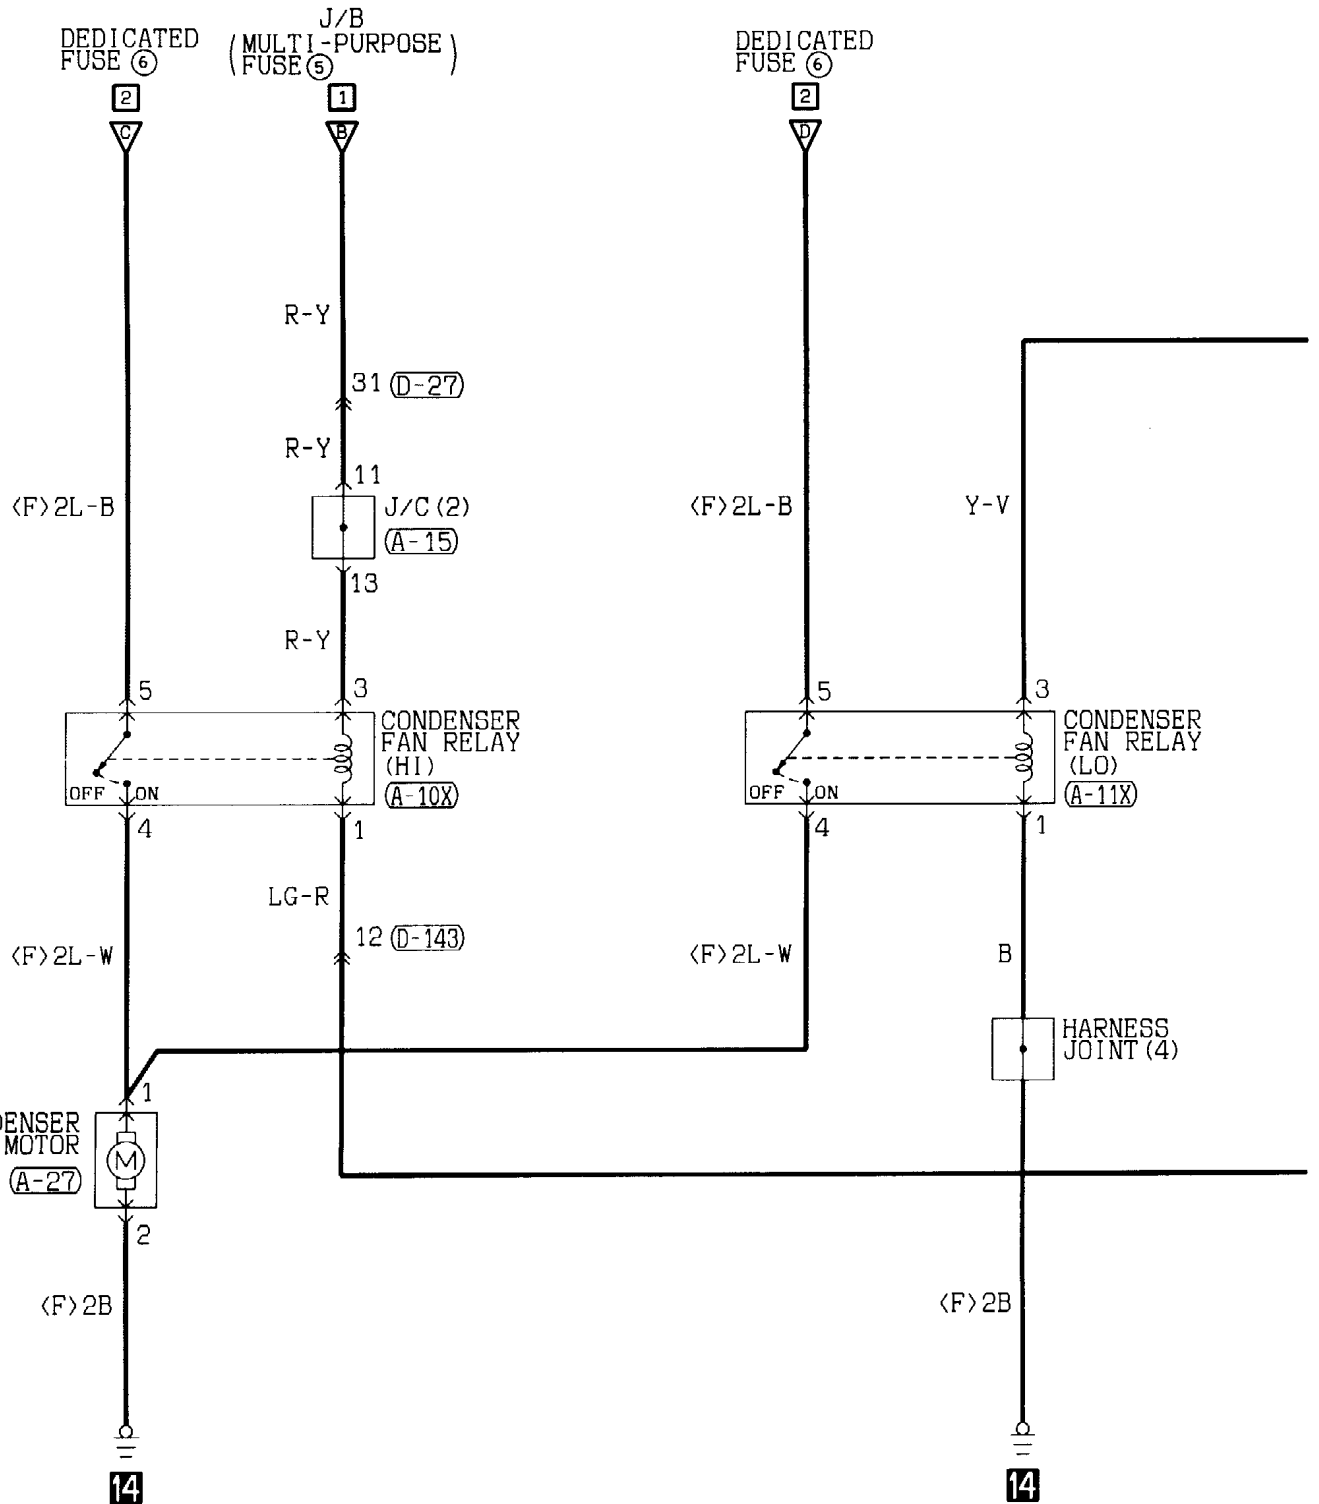 DEDICATED
FUSE ⑥
2
C
J/B
(MULTI-PURPOSE
FUSE ⑤)
1
B
DEDICATED
FUSE ⑥
2
D
R-Y
31 (D-27)
R-Y
11
<F>2L-B
J/C(2)
(A-15)
13
<F>2L-B
Y-V
R-Y
5
3
CONDENSER
FAN RELAY
(HI)
(A-10X)
OFF
ON
4
1
5
3
CONDENSER
FAN RELAY
(LO)
(A-11X)
OFF
ON
4
1
LG-R
12 (D-143)
<F>2L-W
<F>2L-W
B
HARNESS
JOINT(4)
1
DENSER
MOTOR
(A-27)
M
2
<F>2B
<F>2B
14
14